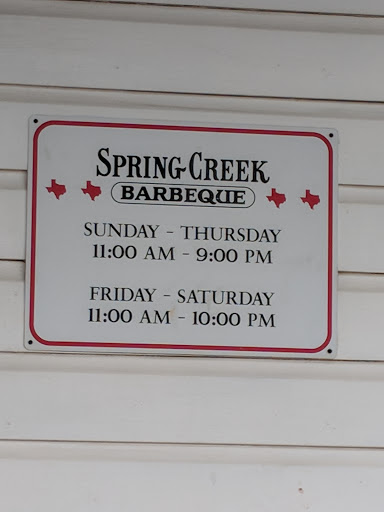 SPRING CREEK
BARBEQUE
SUNDAY - THURSDAY
11:00 AM - 9:00 PM
FRIDAY - SATURDAY
11:00 AM - 10:00 PM